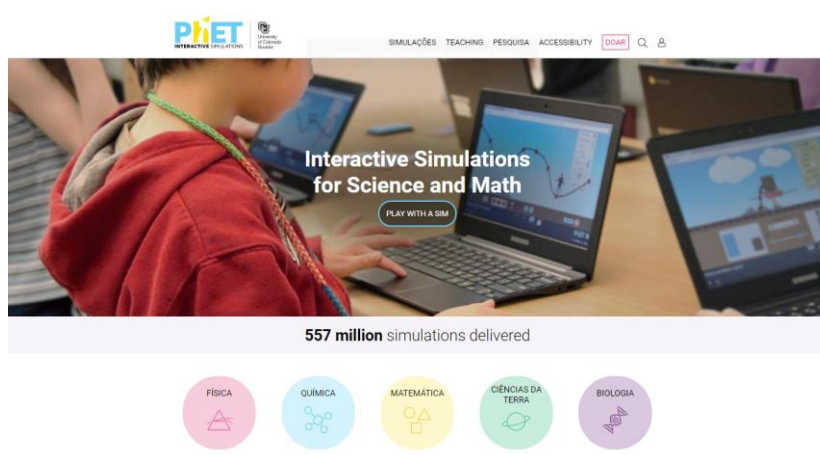 PhET
INTERACTIVE SIMULATIONS
University
of Colorado
Boulder
SIMULAÇÕES TEACHING PESQUISA ACCESSIBILITY DOAR
Interactive Simulations
for Science and Math
PLAY WITH A SIM
557 million simulations delivered
FÍSICA
QUÍMICA
MATEMÁTICA
CIÊNCIAS DA
TERRA
BIOLOGIA